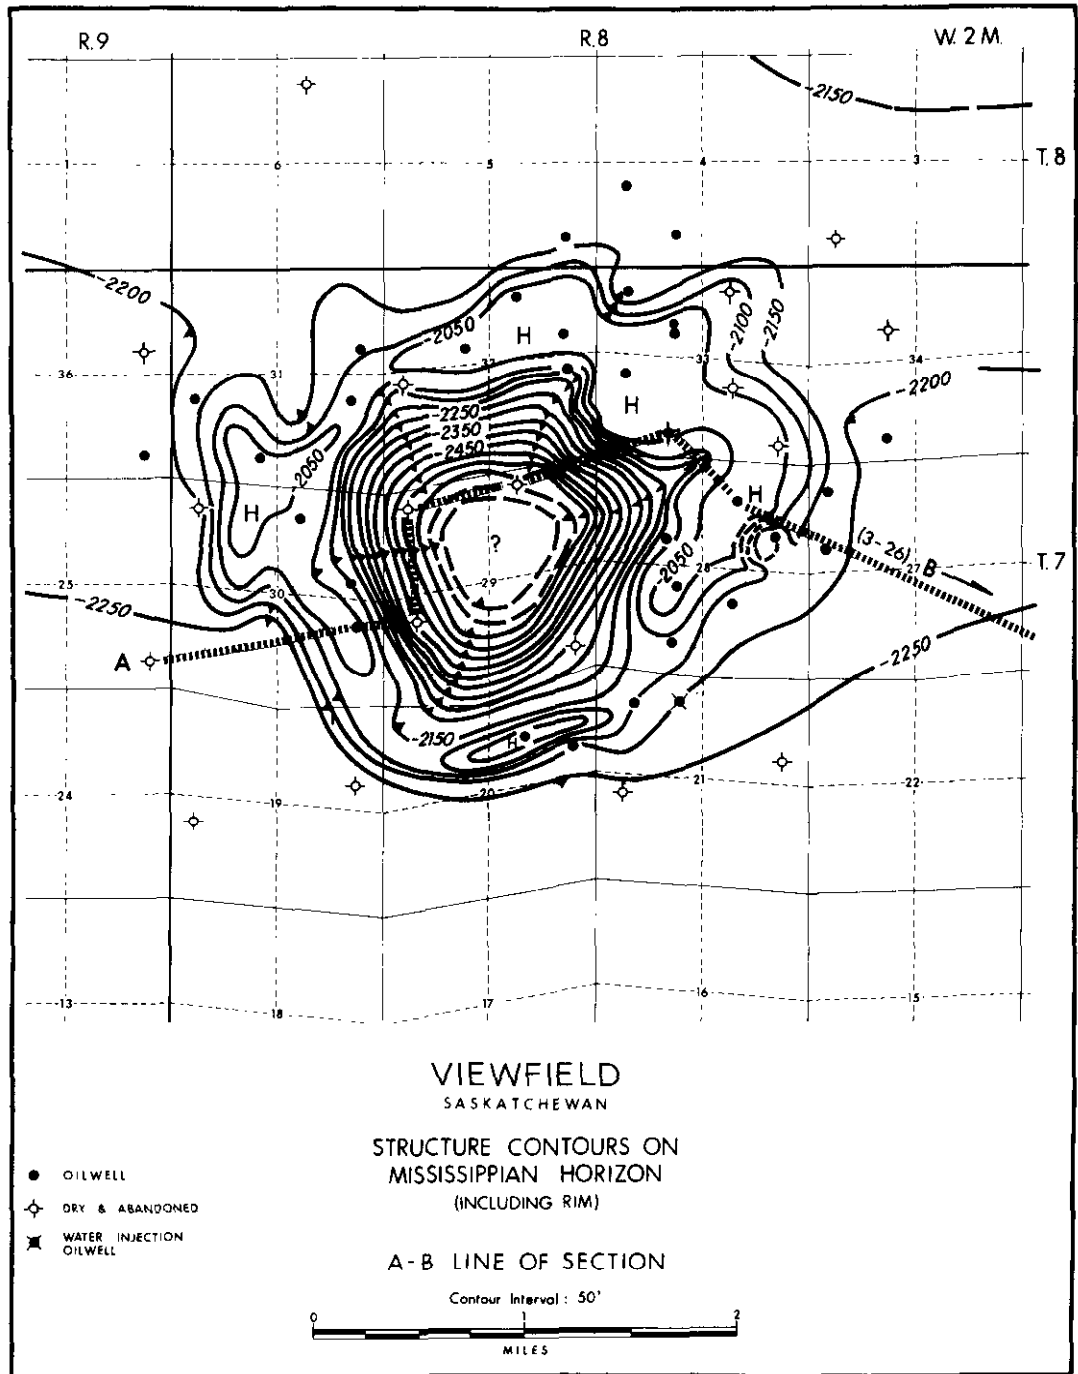 R.9 R.8 W. 2 M.
-2150
6 5 4 3 T. 8
-2200
-2050 H -2100 -2150
36 31 32 33 34
-2200
-2250
-2350
-2450
H
-2050
H H
? (3-26) B
-2050 27 T. 7
25 30 29 28
-2250
A -2250
-2150 H
24 19 20 21 22
13 18 17 16 15
VIEWFIELD
SASKATCHEWAN
STRUCTURE CONTOURS ON
MISSISSIPPIAN HORIZON
(INCLUDING RIM)
OILWELL
DRY & ABANDONED
WATER INJECTION
OILWELL
A-B LINE OF SECTION
Contour Interval : 50'
0 1 2
MILES